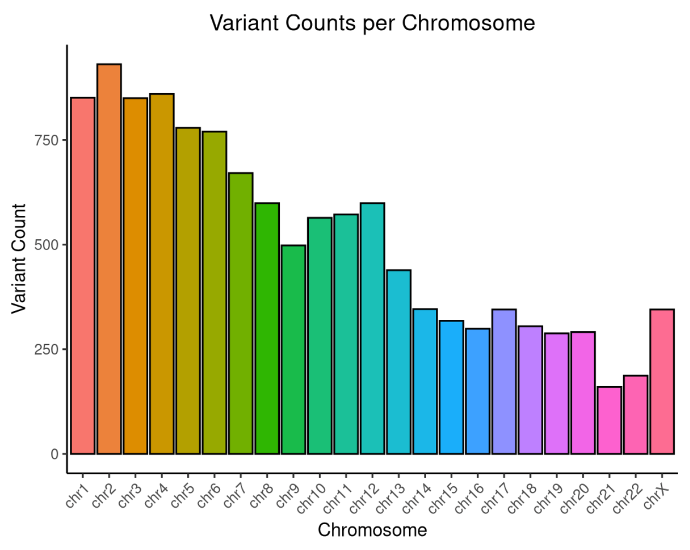 Variant Counts per Chromosome
Variant Count
750
500
250
0
chr1 chr2 chr3 chr4 chr5 chr6 chr7 chr8 chr9 chr10 chr11 chr12 chr13 chr14 chr15 chr16 chr17 chr18 chr19 chr20 chr21 chr22 chrX
Chromosome